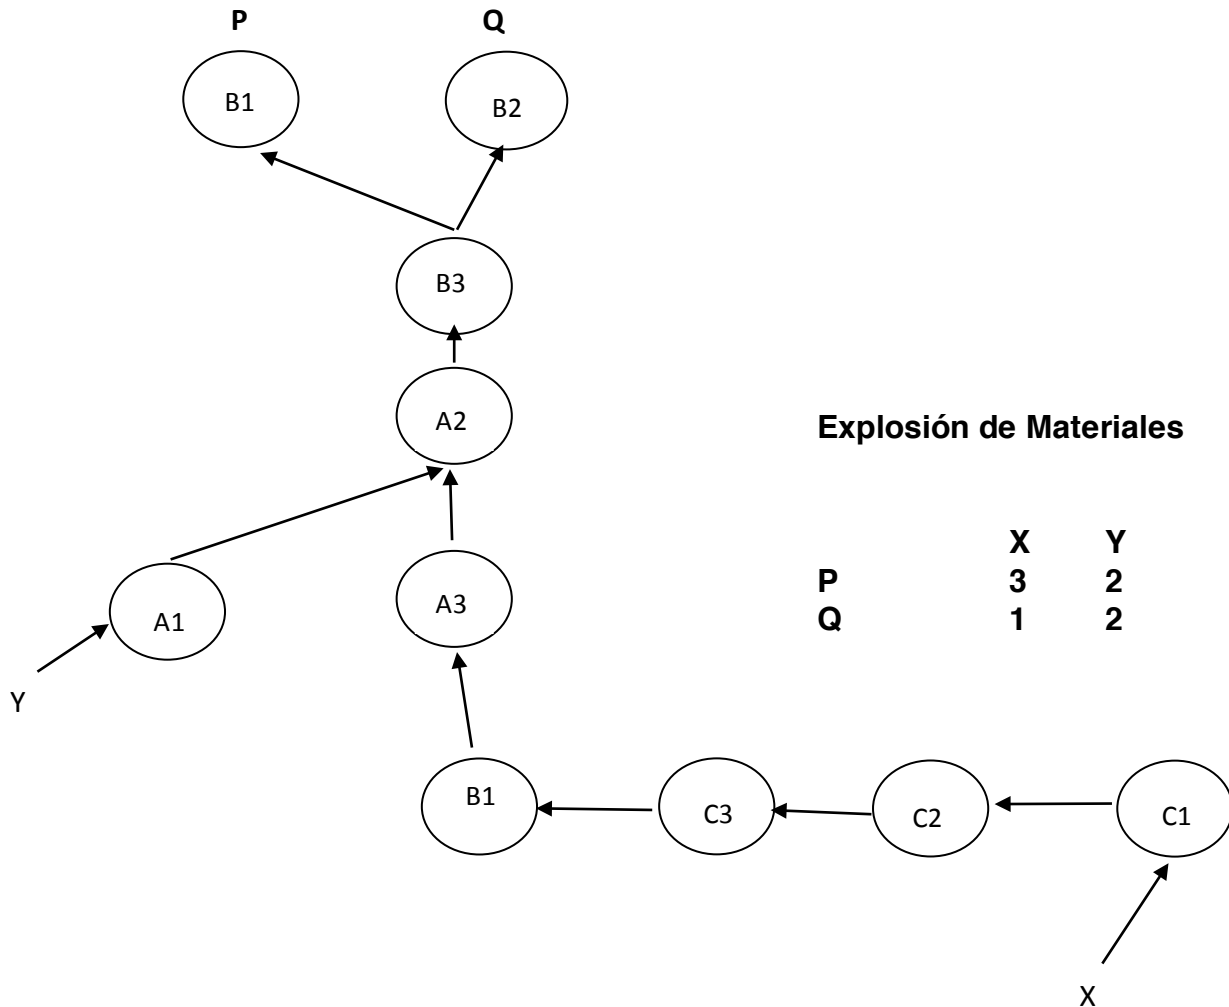 P Q
B1 B2
B3
A2
Explosión de Materiales
X Y
P 3 2
A1 A3
Q 1 2
Y
B1 C3 C2 C1
X